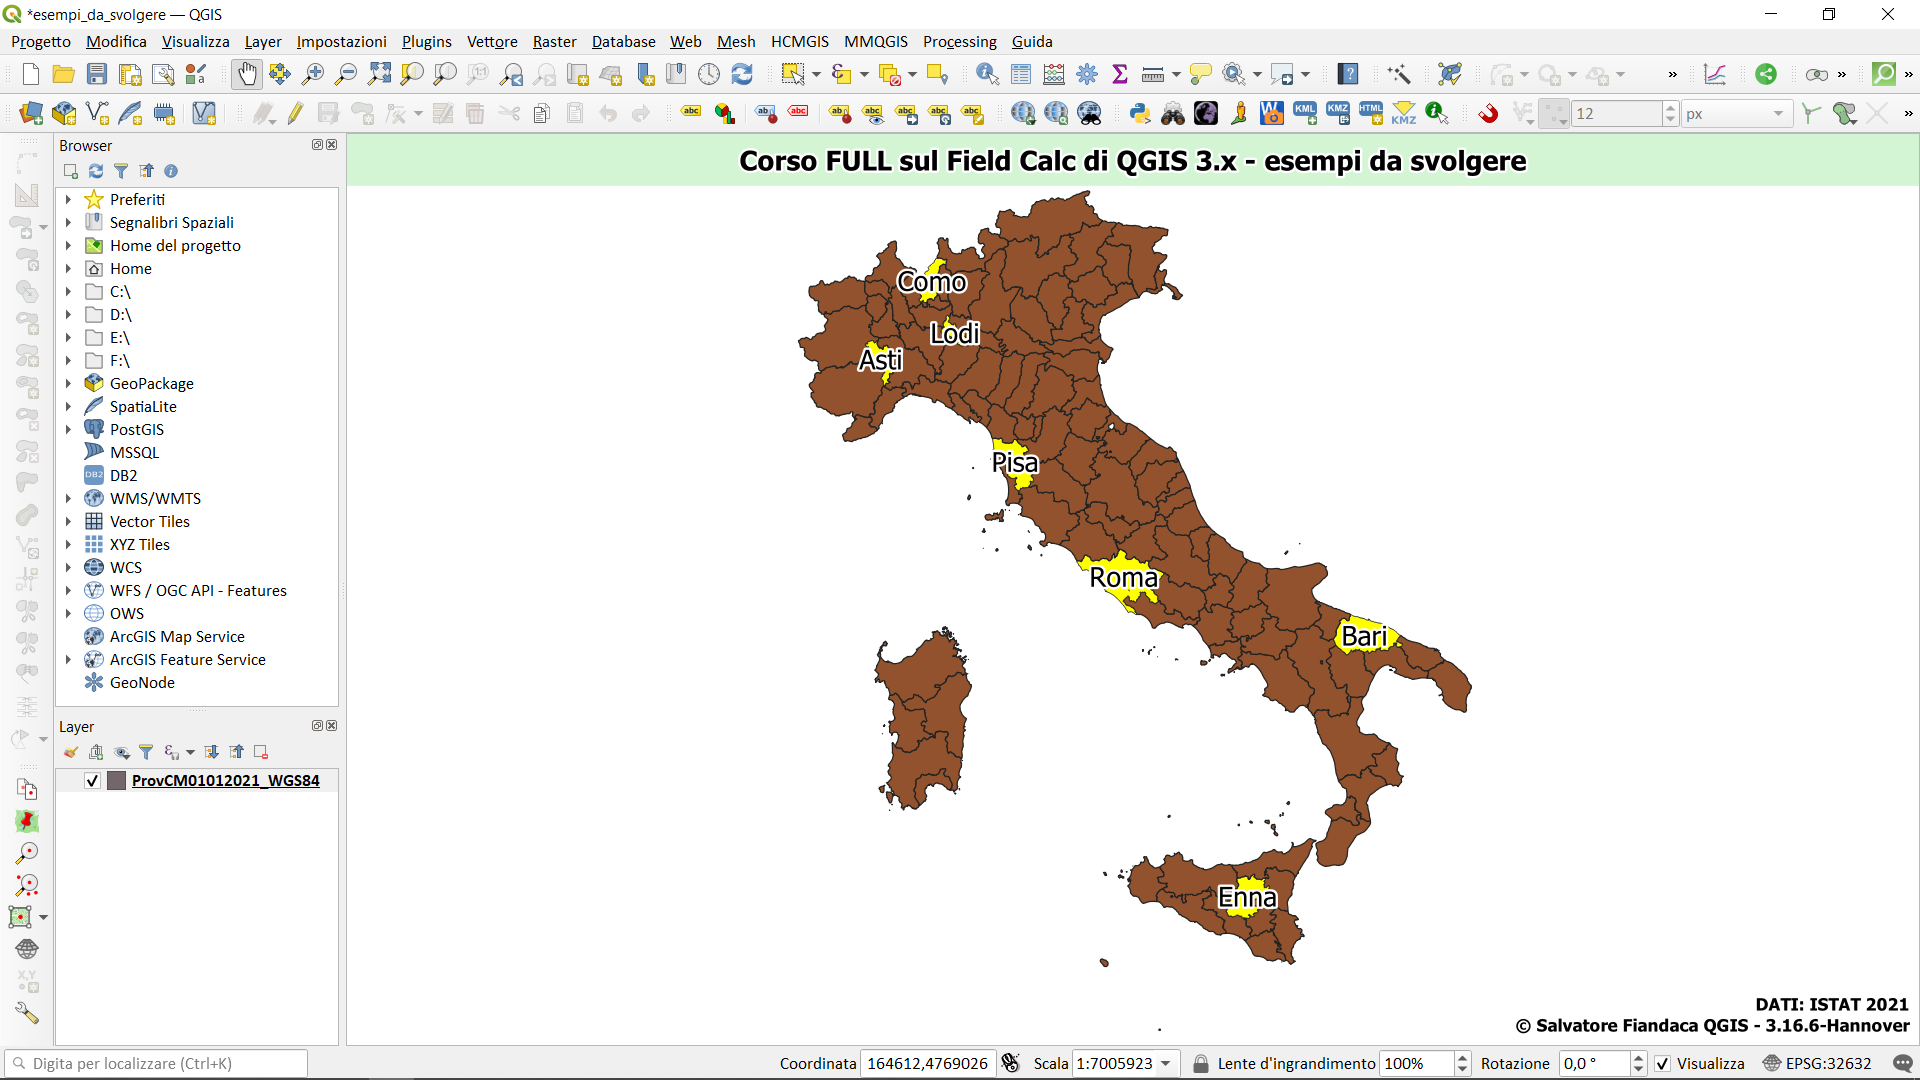 *esempi_da_svolgere — QGIS
Progetto Modifica Visualizza Layer Impostazioni Plugins Vettore Raster Database Web Mesh HCMGIS MMQGIS Processing Guida
12 px
Browser
Preferiti
Segnalibri Spaziali
Home del progetto
Home
C:\
D:\
E:\
F:\
GeoPackage
SpatiaLite
PostGIS
MSSQL
DB2
WMS/WMTS
Vector Tiles
XYZ Tiles
WCS
WFS / OGC API - Features
OWS
ArcGIS Map Service
ArcGIS Feature Service
GeoNode
Layer
ProvCM01012021_WGS84
Corso FULL sul Field Calc di QGIS 3.x - esempi da svolgere
Como
Lodi
Asti
Pisa
Roma
Bari
Enna
DATI: ISTAT 2021
© Salvatore Fiandaca QGIS - 3.16.6-Hannover
Digita per localizzare (Ctrl+K) Coordinata 164612,4769026 Scala 1:7005923 Lente d'ingrandimento 100% Rotazione 0,0 ° Visualizza EPSG:32632